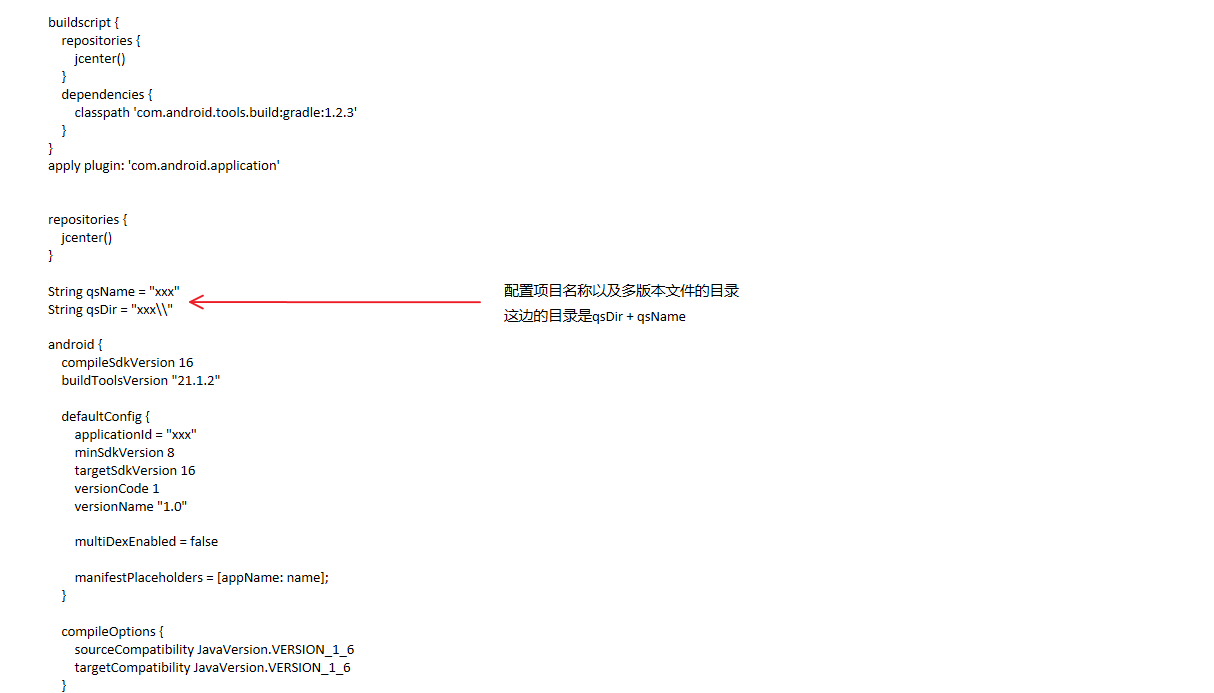 buildscript {
repositories {
jcenter()
}
dependencies {
classpath 'com.android.tools.build:gradle:1.2.3'
}
}
apply plugin: 'com.android.application'
repositories {
jcenter()
}
String qsName = "xxx"
String qsDir = "xxx\\"
配置项目名称以及多版本文件的目录
这边的目录是qsDir + qsName
android {
compileSdkVersion 16
buildToolsVersion "21.1.2"
defaultConfig {
applicationId = "xxx"
minSdkVersion 8
targetSdkVersion 16
versionCode 1
versionName "1.0"
multiDexEnabled = false
manifestPlaceholders = [appName: name];
}
compileOptions {
sourceCompatibility JavaVersion.VERSION_1_6
targetCompatibility JavaVersion.VERSION_1_6
}